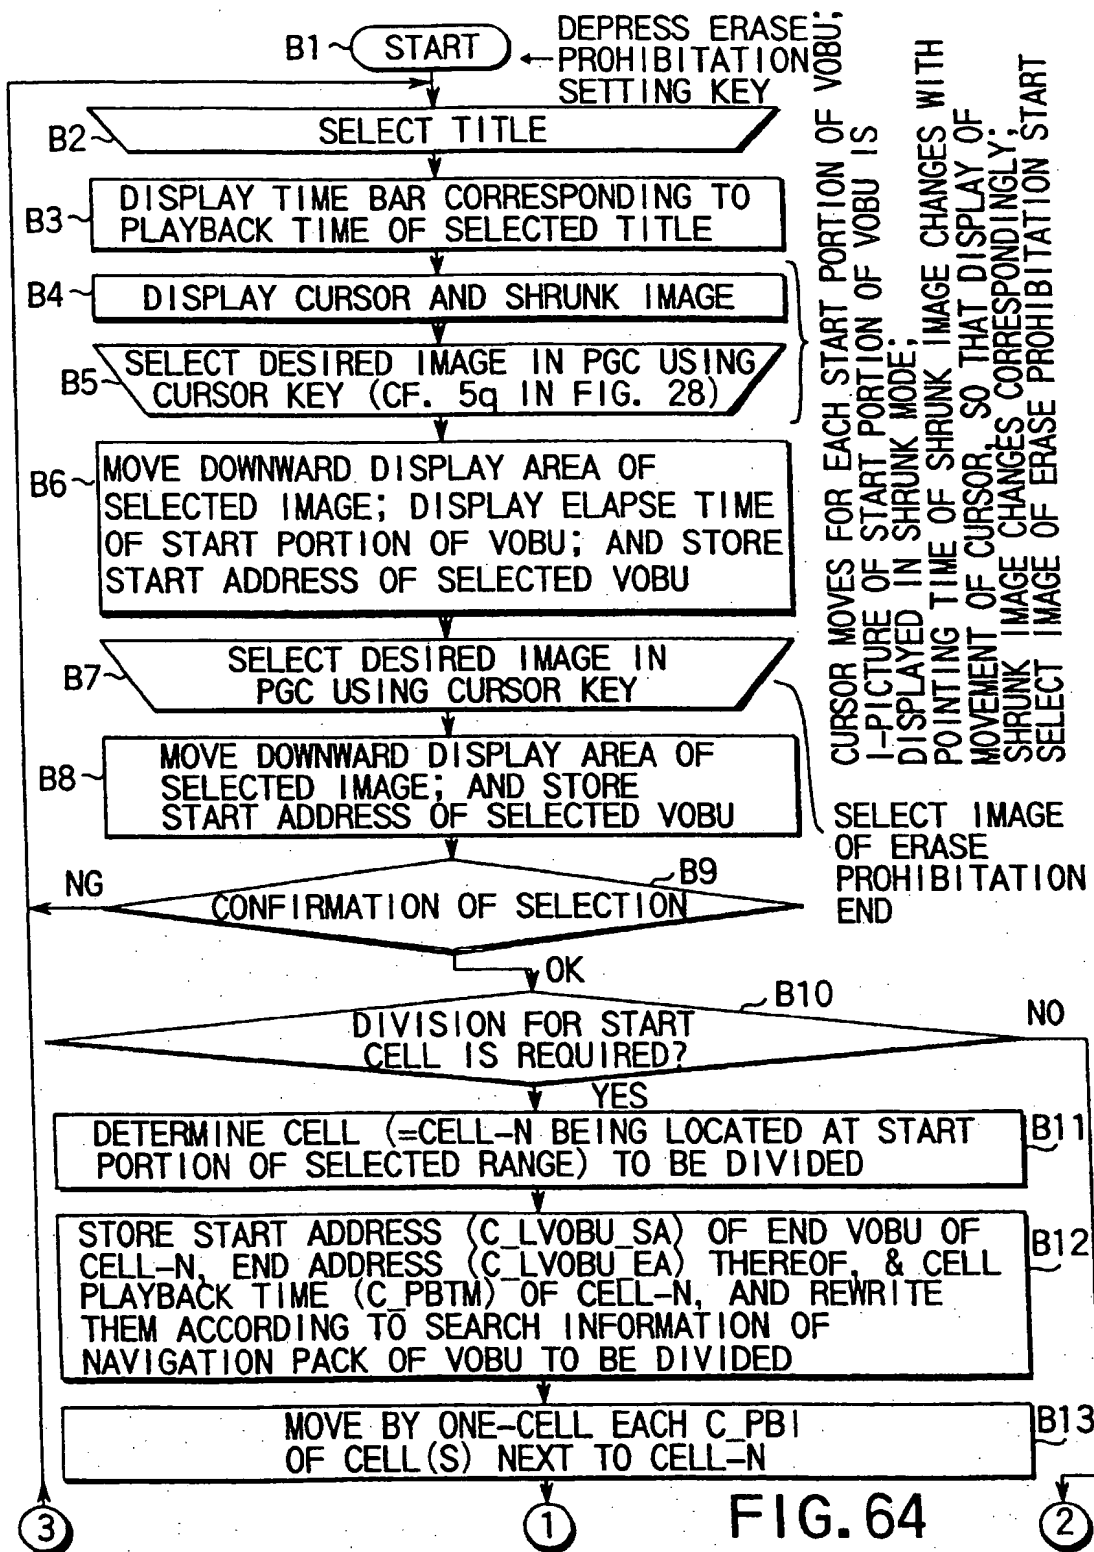 B1
START
DEPRESS ERASE
PROHIBITATION
SETTING KEY
B2
SELECT TITLE
B3
DISPLAY TIME BAR CORRESPONDING TO
PLAYBACK TIME OF SELECTED TITLE
B4
DISPLAY CURSOR AND SHRUNK IMAGE
B5
SELECT DESIRED IMAGE IN PGC USING
CURSOR KEY (CF. 5q IN FIG. 28)
CURSOR MOVES FOR EACH START PORTION OF VOBU;
I-PICTURE OF START PORTION OF VOBU IS
DISPLAYED IN SHRUNK MODE;
POINTING TIME OF SHRUNK IMAGE CHANGES WITH
MOVEMENT OF CURSOR, SO THAT DISPLAY OF
SHRUNK IMAGE CHANGES CORRESPONDINGLY;
SELECT IMAGE OF ERASE PROHIBITATION START
B6
MOVE DOWNWARD DISPLAY AREA OF
SELECTED IMAGE; DISPLAY ELAPSE TIME
OF START PORTION OF VOBU; AND STORE
START ADDRESS OF SELECTED VOBU
B7
SELECT DESIRED IMAGE IN
PGC USING CURSOR KEY
SELECT IMAGE
OF ERASE
PROHIBITATION
END
B8
MOVE DOWNWARD DISPLAY AREA OF
SELECTED IMAGE; AND STORE
START ADDRESS OF SELECTED VOBU
B9
NG
CONFIRMATION OF SELECTION
OK
B10
DIVISION FOR START
CELL IS REQUIRED?
NO
YES
B11
DETERMINE CELL (=CELL-N BEING LOCATED AT START
PORTION OF SELECTED RANGE) TO BE DIVIDED
B12
STORE START ADDRESS (C_LVOBU_SA) OF END VOBU OF
CELL-N, END ADDRESS (C_LVOBU_EA) THEREOF, & CELL
PLAYBACK TIME (C_PBTM) OF CELL-N, AND REWRITE
THEM ACCORDING TO SEARCH INFORMATION OF
NAVIGATION PACK OF VOBU TO BE DIVIDED
B13
MOVE BY ONE-CELL EACH C_PBI
OF CELL(S) NEXT TO CELL-N
3
1
FIG. 64
2